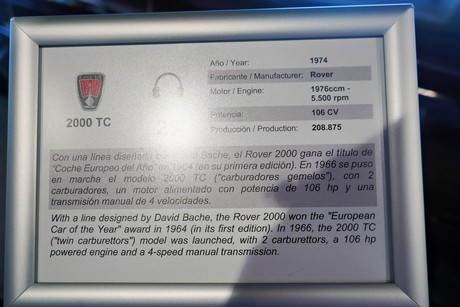 Año / Year: 1974
Fabricante / Manufacturer: Rover
Motor / Engine: 1976ccm - 5.500 rpm
Potencia: 106 CV
Producción / Production: 208.875
2000 TC
Con una línea diseñada David Bache, el Rover 2000 gana el título de
"Coche Europeo del Año" en 1964 (en su primera edición). En 1966 se puso
en marcha el modelo 2000 TC ("carburadores gemelos"), con 2
carburadores, un motor alimentado con potencia de 106 hp y una
transmisión manual de 4 velocidades.
With a line designed by David Bache, the Rover 2000 won the "European
Car of the Year" award in 1964 (in its first edition). In 1966, the 2000 TC
("twin carburettors") model was launched, with 2 carburettors, a 106 hp
powered engine and a 4-speed manual transmission.